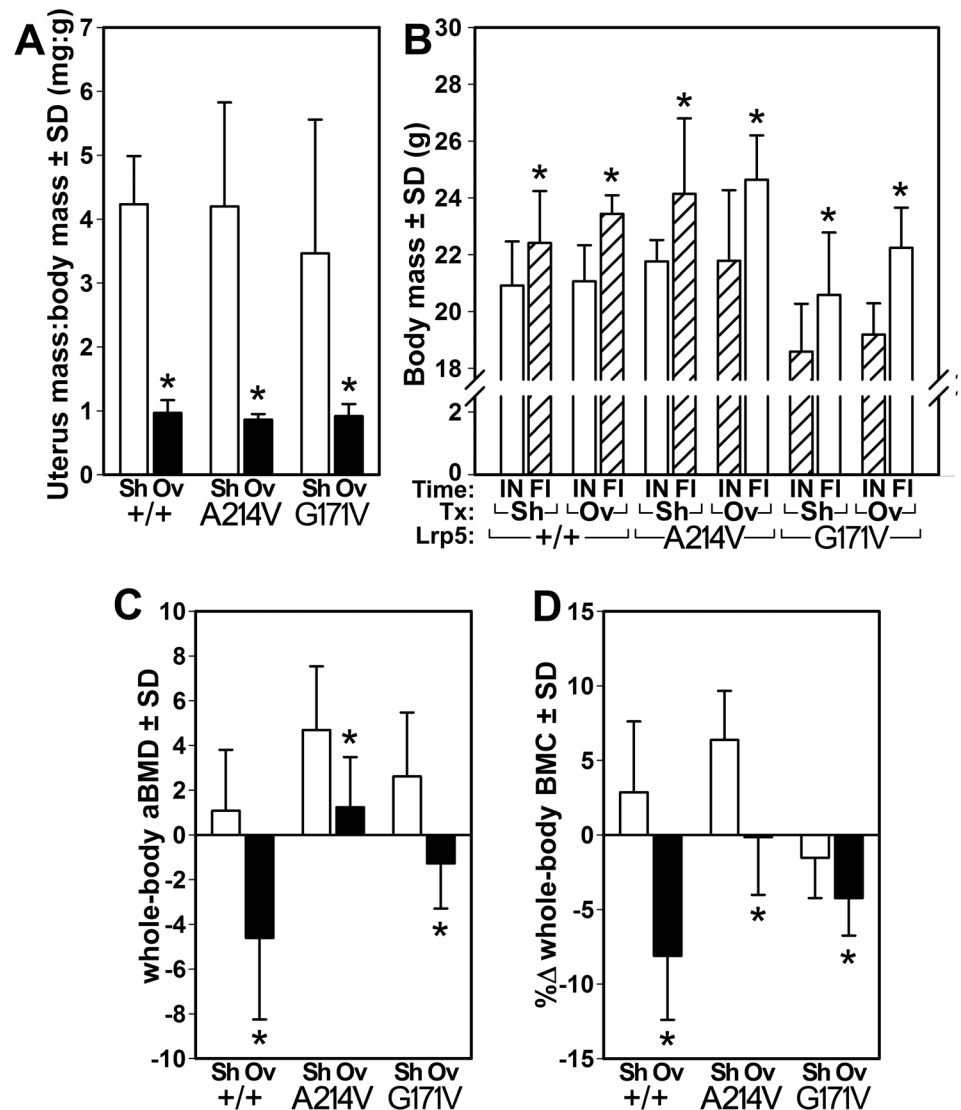 A
Uterus mass:body mass ± SD (mg:g)
7
6
5
4
3
2
1
0
*
*
*
Sh Ov Sh Ov Sh Ov
+/+ A214V G171V
B
Body mass ± SD (g)
30
28
26
24
22
20
18
2
0
*
*
*
*
*
*
Time: IN FI IN FI IN FI IN FI IN FI IN FI
Tx: Sh Ov Sh Ov Sh Ov
Lrp5: +/+ A214V G171V
C
whole-body aBMD ± SD
10
8
6
4
2
0
-2
-4
-6
-8
-10
*
*
*
Sh Ov Sh Ov Sh Ov
+/+ A214V G171V
D
%Δ whole-body BMC ± SD
15
10
5
0
-5
-10
-15
*
*
*
Sh Ov Sh Ov Sh Ov
+/+ A214V G171V